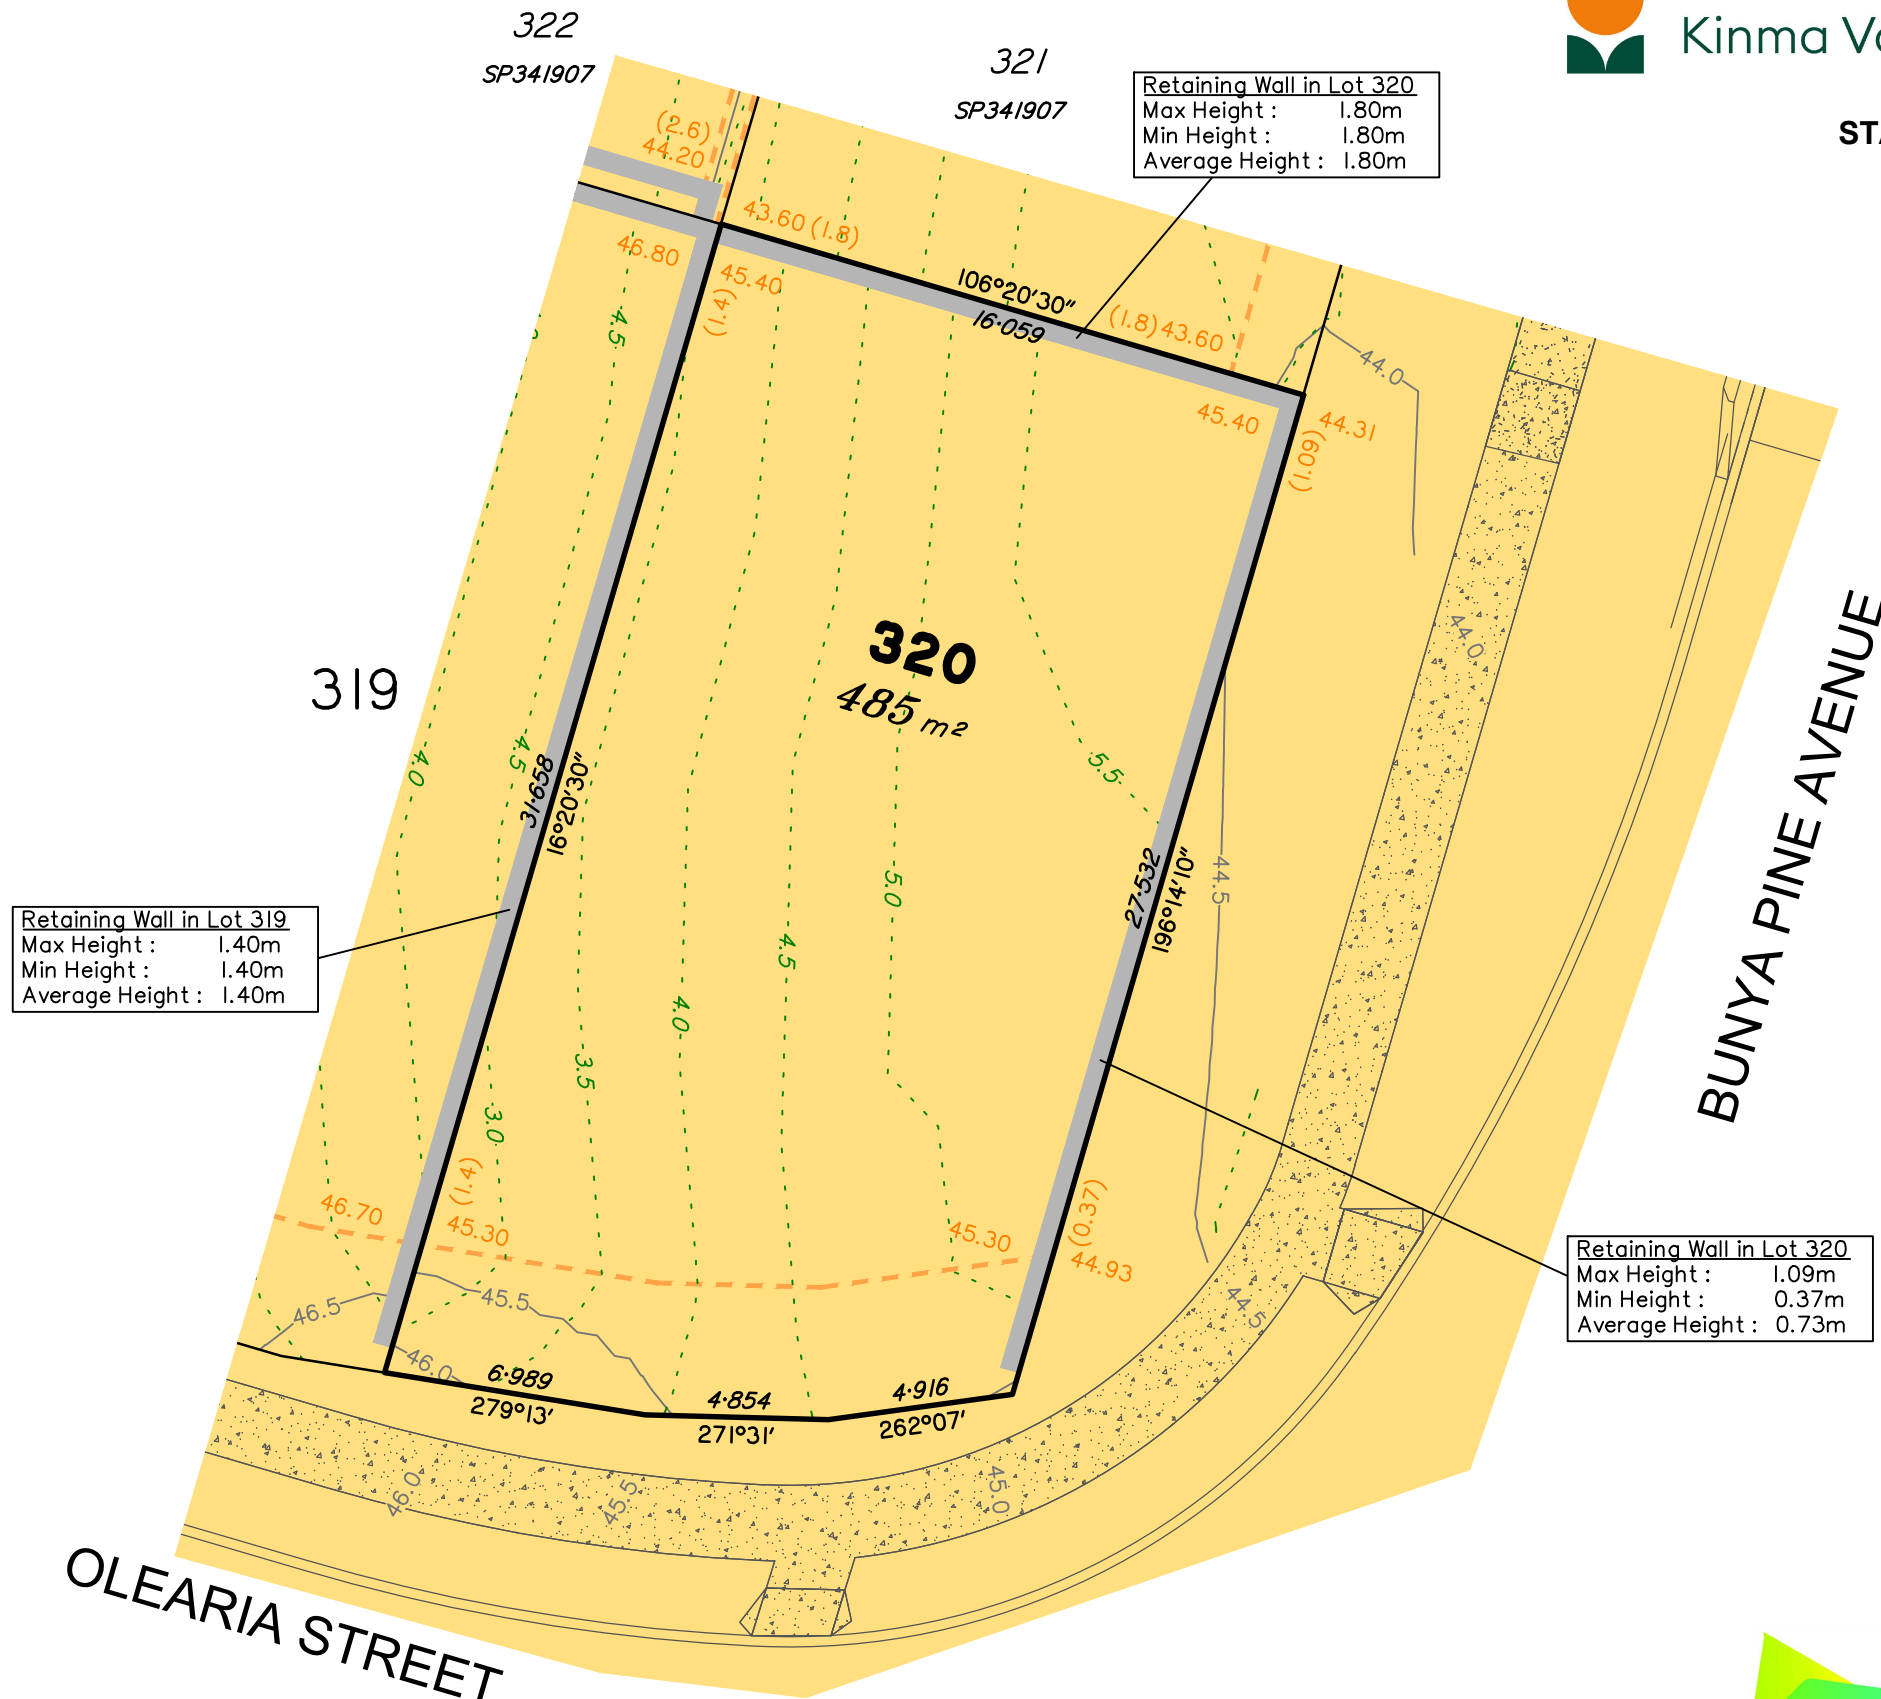 322
SP341907
321
SP341907
Kinma Va
STA
Retaining Wall in Lot 320
Max Height : 1.80m
Min Height : 1.80m
Average Height : 1.80m
(2.6)
44.20
43.60 (1.8)
46.80
45.40
(1.4)
106°20'30"
16·059
(1.8) 43.60
45.40
44.31
(1.09)
44.0
4.5
44.0
320
485 m²
319
4.0
4.5
31·658
16°20'30"
5.5
27·532
196°14'10"
44.5
BUNYA PINE AVENUE
Retaining Wall in Lot 319
Max Height : 1.40m
Min Height : 1.40m
Average Height : 1.40m
5.0
4.5
4.0
3.5
3.0
46.70
(1.4)
45.30
45.30
(0.37)
44.93
Retaining Wall in Lot 320
Max Height : 1.09m
Min Height : 0.37m
Average Height : 0.73m
46.5
45.5
44.5
46.0
6·989
279°13'
4·854
271°31'
4·916
262°07'
46.0
45.5
45.0
OLEARIA STREET